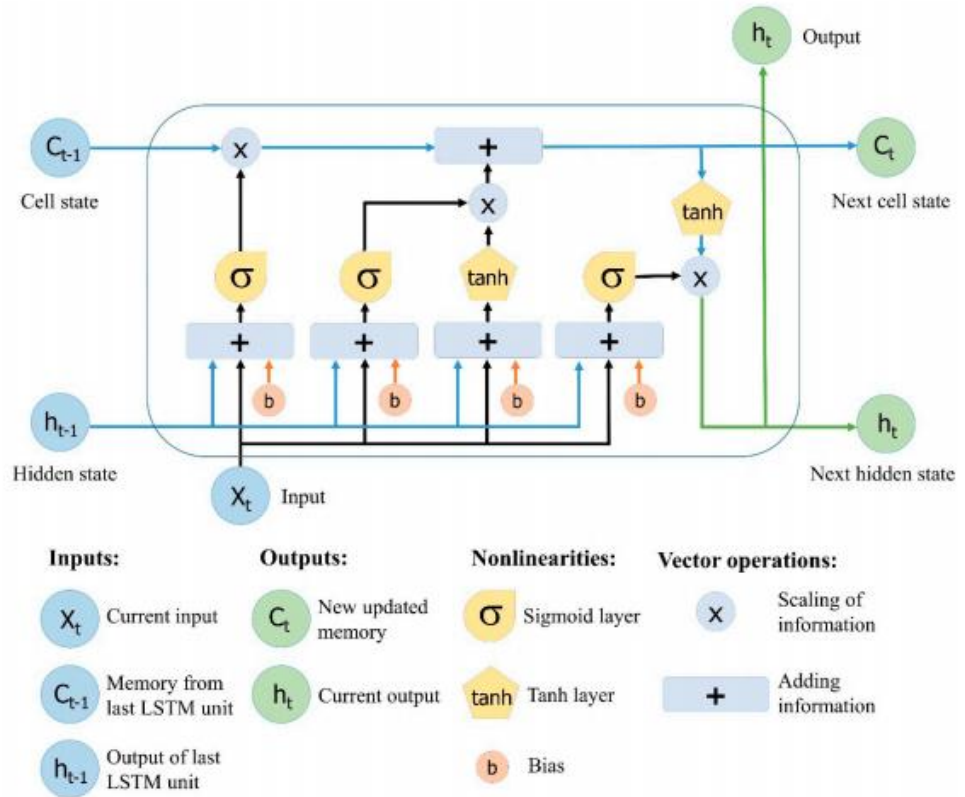 hₜ
Output
Cₜ₋₁
x
+
Cₜ
Cell state
x
tanh
Next cell state
σ
σ
tanh
σ
x
+
+
+
+
b
b
b
b
hₜ₋₁
hₜ
Hidden state
Next hidden state
Xₜ
Input
Inputs:
Outputs:
Nonlinearities:
Vector operations:
Xₜ
Current input
Cₜ
New updated
memory
σ
Sigmoid layer
x
Scaling of
information
Cₜ₋₁
Memory from
last LSTM unit
hₜ
Current output
tanh
Tanh layer
+
Adding
information
hₜ₋₁
Output of last
LSTM unit
b
Bias